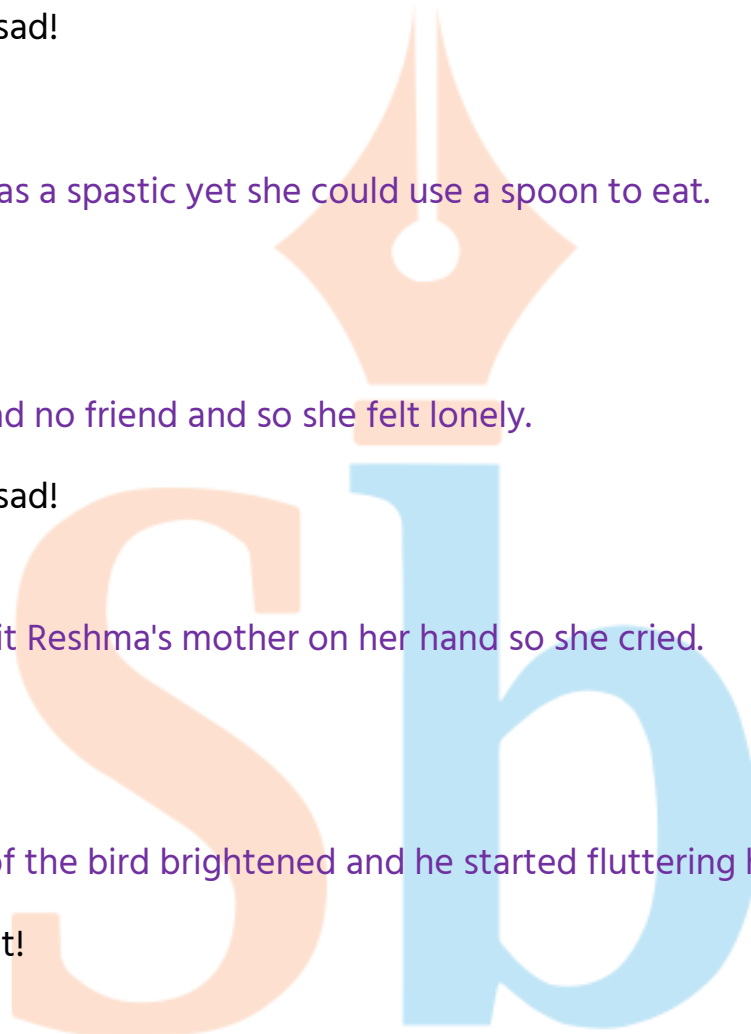 sad!
as a spastic yet she could use a spoon to eat.
no friend and so she felt lonely.
sad!
it Reshma's mother on her hand so she cried.
of the bird brightened and he started fluttering
t!
Sb